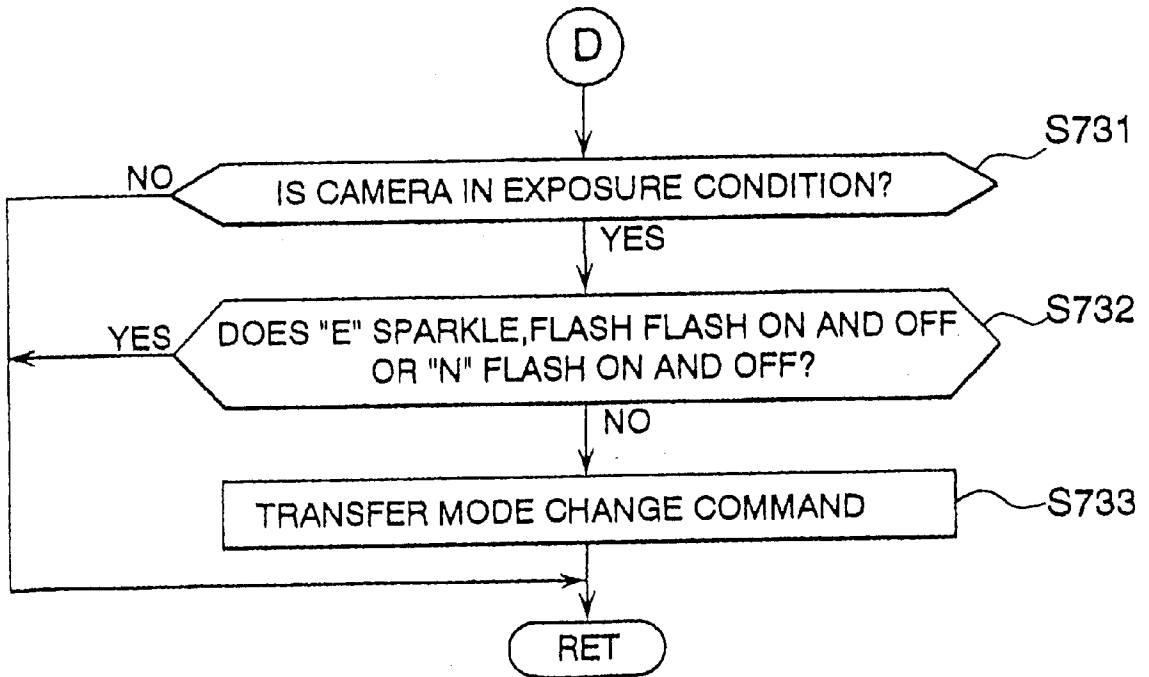 D
S731
NO
IS CAMERA IN EXPOSURE CONDITION?
YES
S732
YES
DOES "E" SPARKLE,FLASH FLASH ON AND OFF
OR "N" FLASH ON AND OFF?
NO
TRANSFER MODE CHANGE COMMAND
S733
RET